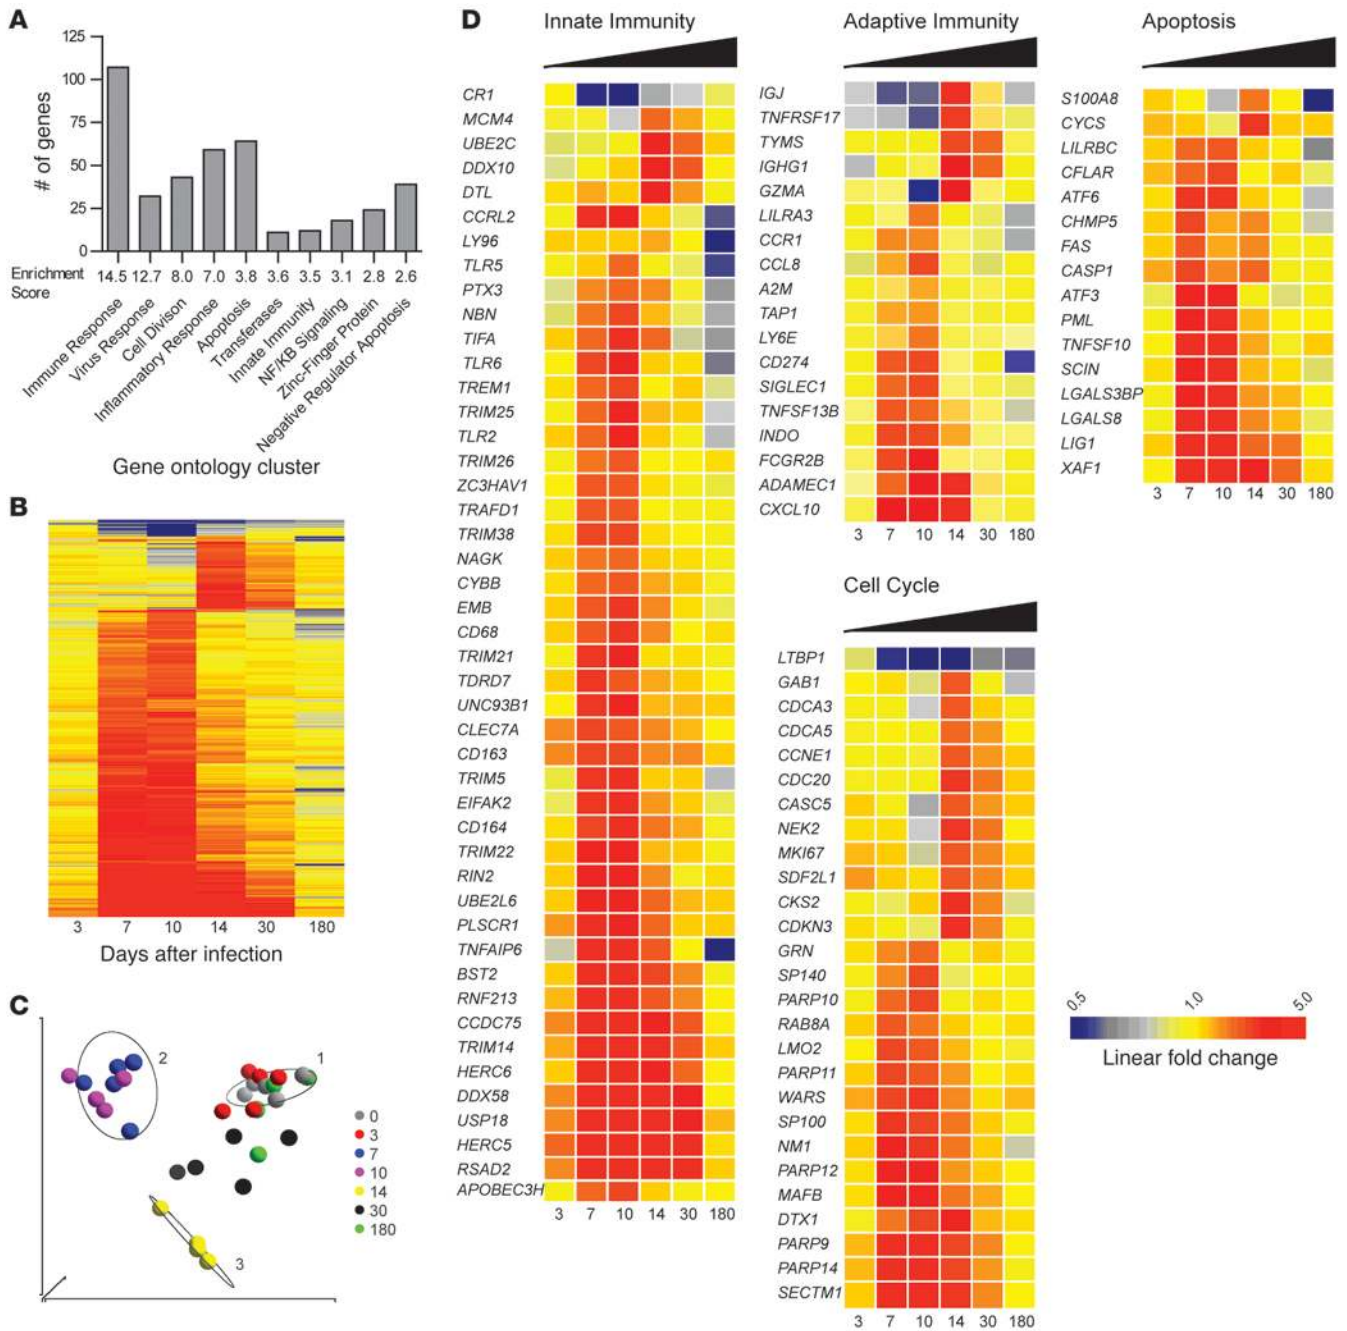 A
125
100
75
50
25
0
# of genes
Enrichment Score
14.5 12.7 8.0 7.0 3.8 3.6 3.5 3.1 2.8 2.6
Immune Response
Virus Response
Cell Divison
Inflammatory Response
Apoptosis
Transferases
Innate Immunity
NF/KB Signaling
Zinc-Finger Protein
Negative Regulator Apoptosis
Gene ontology cluster
B
3 7 10 14 30 180
Days after infection
C
2
1
3
0
3
7
10
14
30
180
D
Innate Immunity
CR1
MCM4
UBE2C
DDX10
DTL
CCRL2
LY96
TLR5
PTX3
NBN
TIFA
TLR6
TREM1
TRIM25
TLR2
TRIM26
ZC3HAV1
TRAFD1
TRIM38
NAGK
CYBB
EMB
CD68
TRIM21
TDRD7
UNC93B1
CLEC7A
CD163
TRIM5
EIFAK2
CD164
TRIM22
RIN2
UBE2L6
PLSCR1
TNFAIP6
BST2
RNF213
CCDC75
TRIM14
HERC6
DDX58
USP18
HERC5
RSAD2
APOBEC3H
3 7 10 14 30 180
Adaptive Immunity
IGJ
TNFRSF17
TYMS
IGHG1
GZMA
LILRA3
CCR1
CCL8
A2M
TAP1
LY6E
CD274
SIGLEC1
TNFSF13B
INDO
FCGR2B
ADAMEC1
CXCL10
3 7 10 14 30 180
Cell Cycle
LTBP1
GAB1
CDCA3
CDCA5
CCNE1
CDC20
CASC5
NEK2
MKI67
SDF2L1
CKS2
CDKN3
GRN
SP140
PARP10
RAB8A
LMO2
PARP11
WARS
SP100
NM1
PARP12
MAFB
DTX1
PARP9
PARP14
SECTM1
3 7 10 14 30 180
Apoptosis
S100A8
CYCS
LILRBC
CFLAR
ATF6
CHMP5
FAS
CASP1
ATF3
PML
TNFSF10
SCIN
LGALS3BP
LGALS8
LIG1
XAF1
3 7 10 14 30 180
0.5 1.0 5.0
Linear fold change